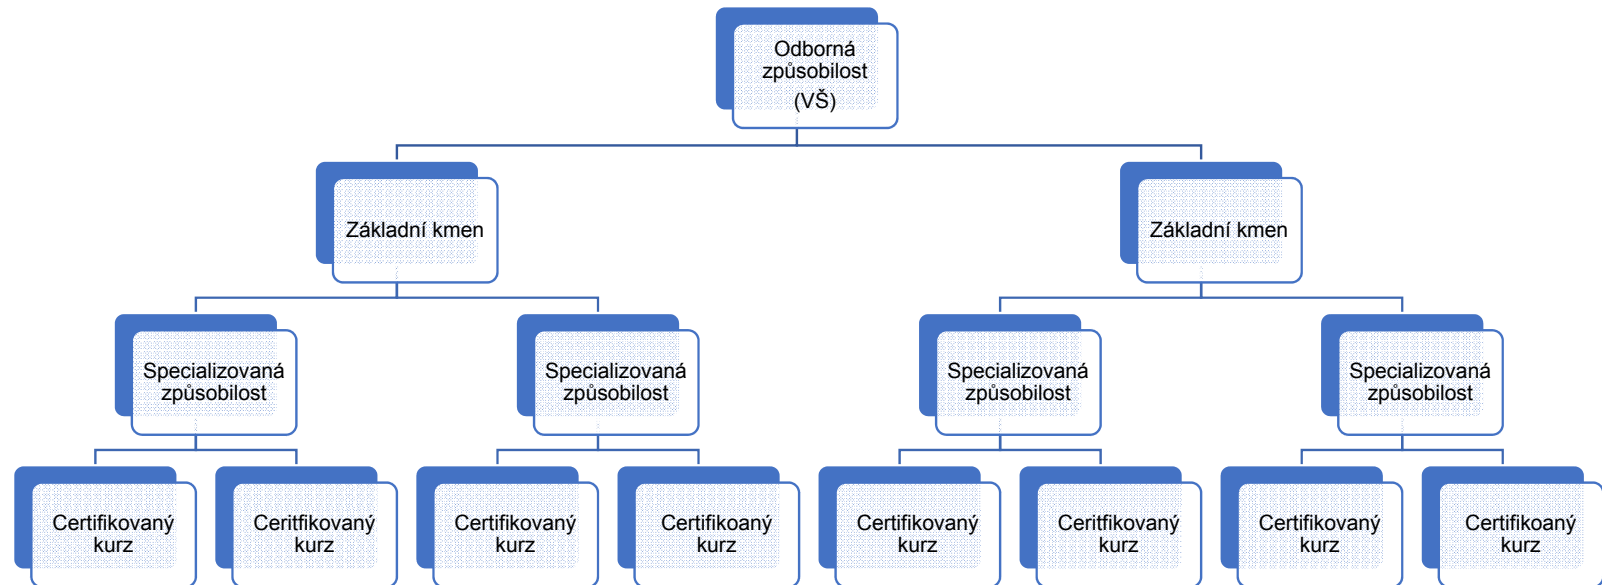 Odborná
způsobilost
(VŠ)
Základní kmen
Základní kmen
Specializovaná
způsobilost
Specializovaná
způsobilost
Specializovaná
způsobilost
Specializovaná
způsobilost
Certifikovaný
kurz
Ceritfikovaný
kurz
Certifikovaný
kurz
Certifikoaný
kurz
Certifikovaný
kurz
Ceritfikovaný
kurz
Certifikovaný
kurz
Certifikoaný
kurz